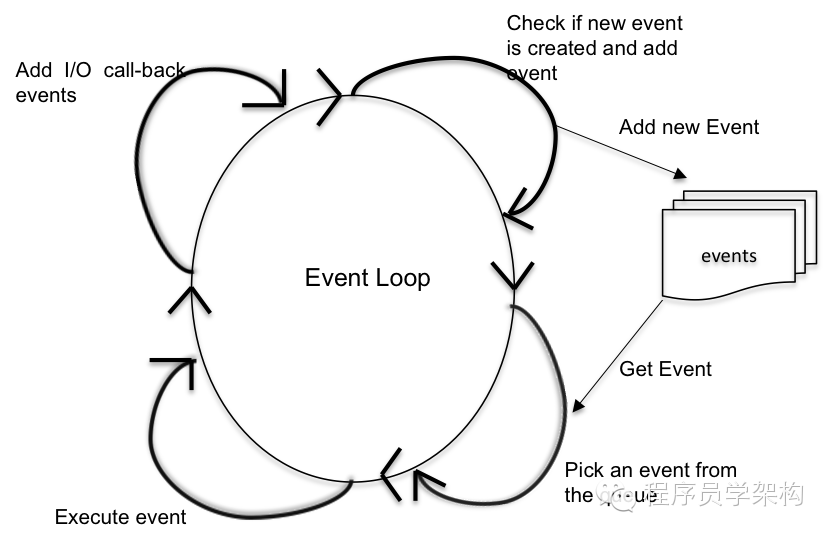 Check if new event
is created and add
event
Add I/O call-back
events
Add new Event
events
Event Loop
Get Event
Pick an event from
the queue
程序员学架构
Execute event